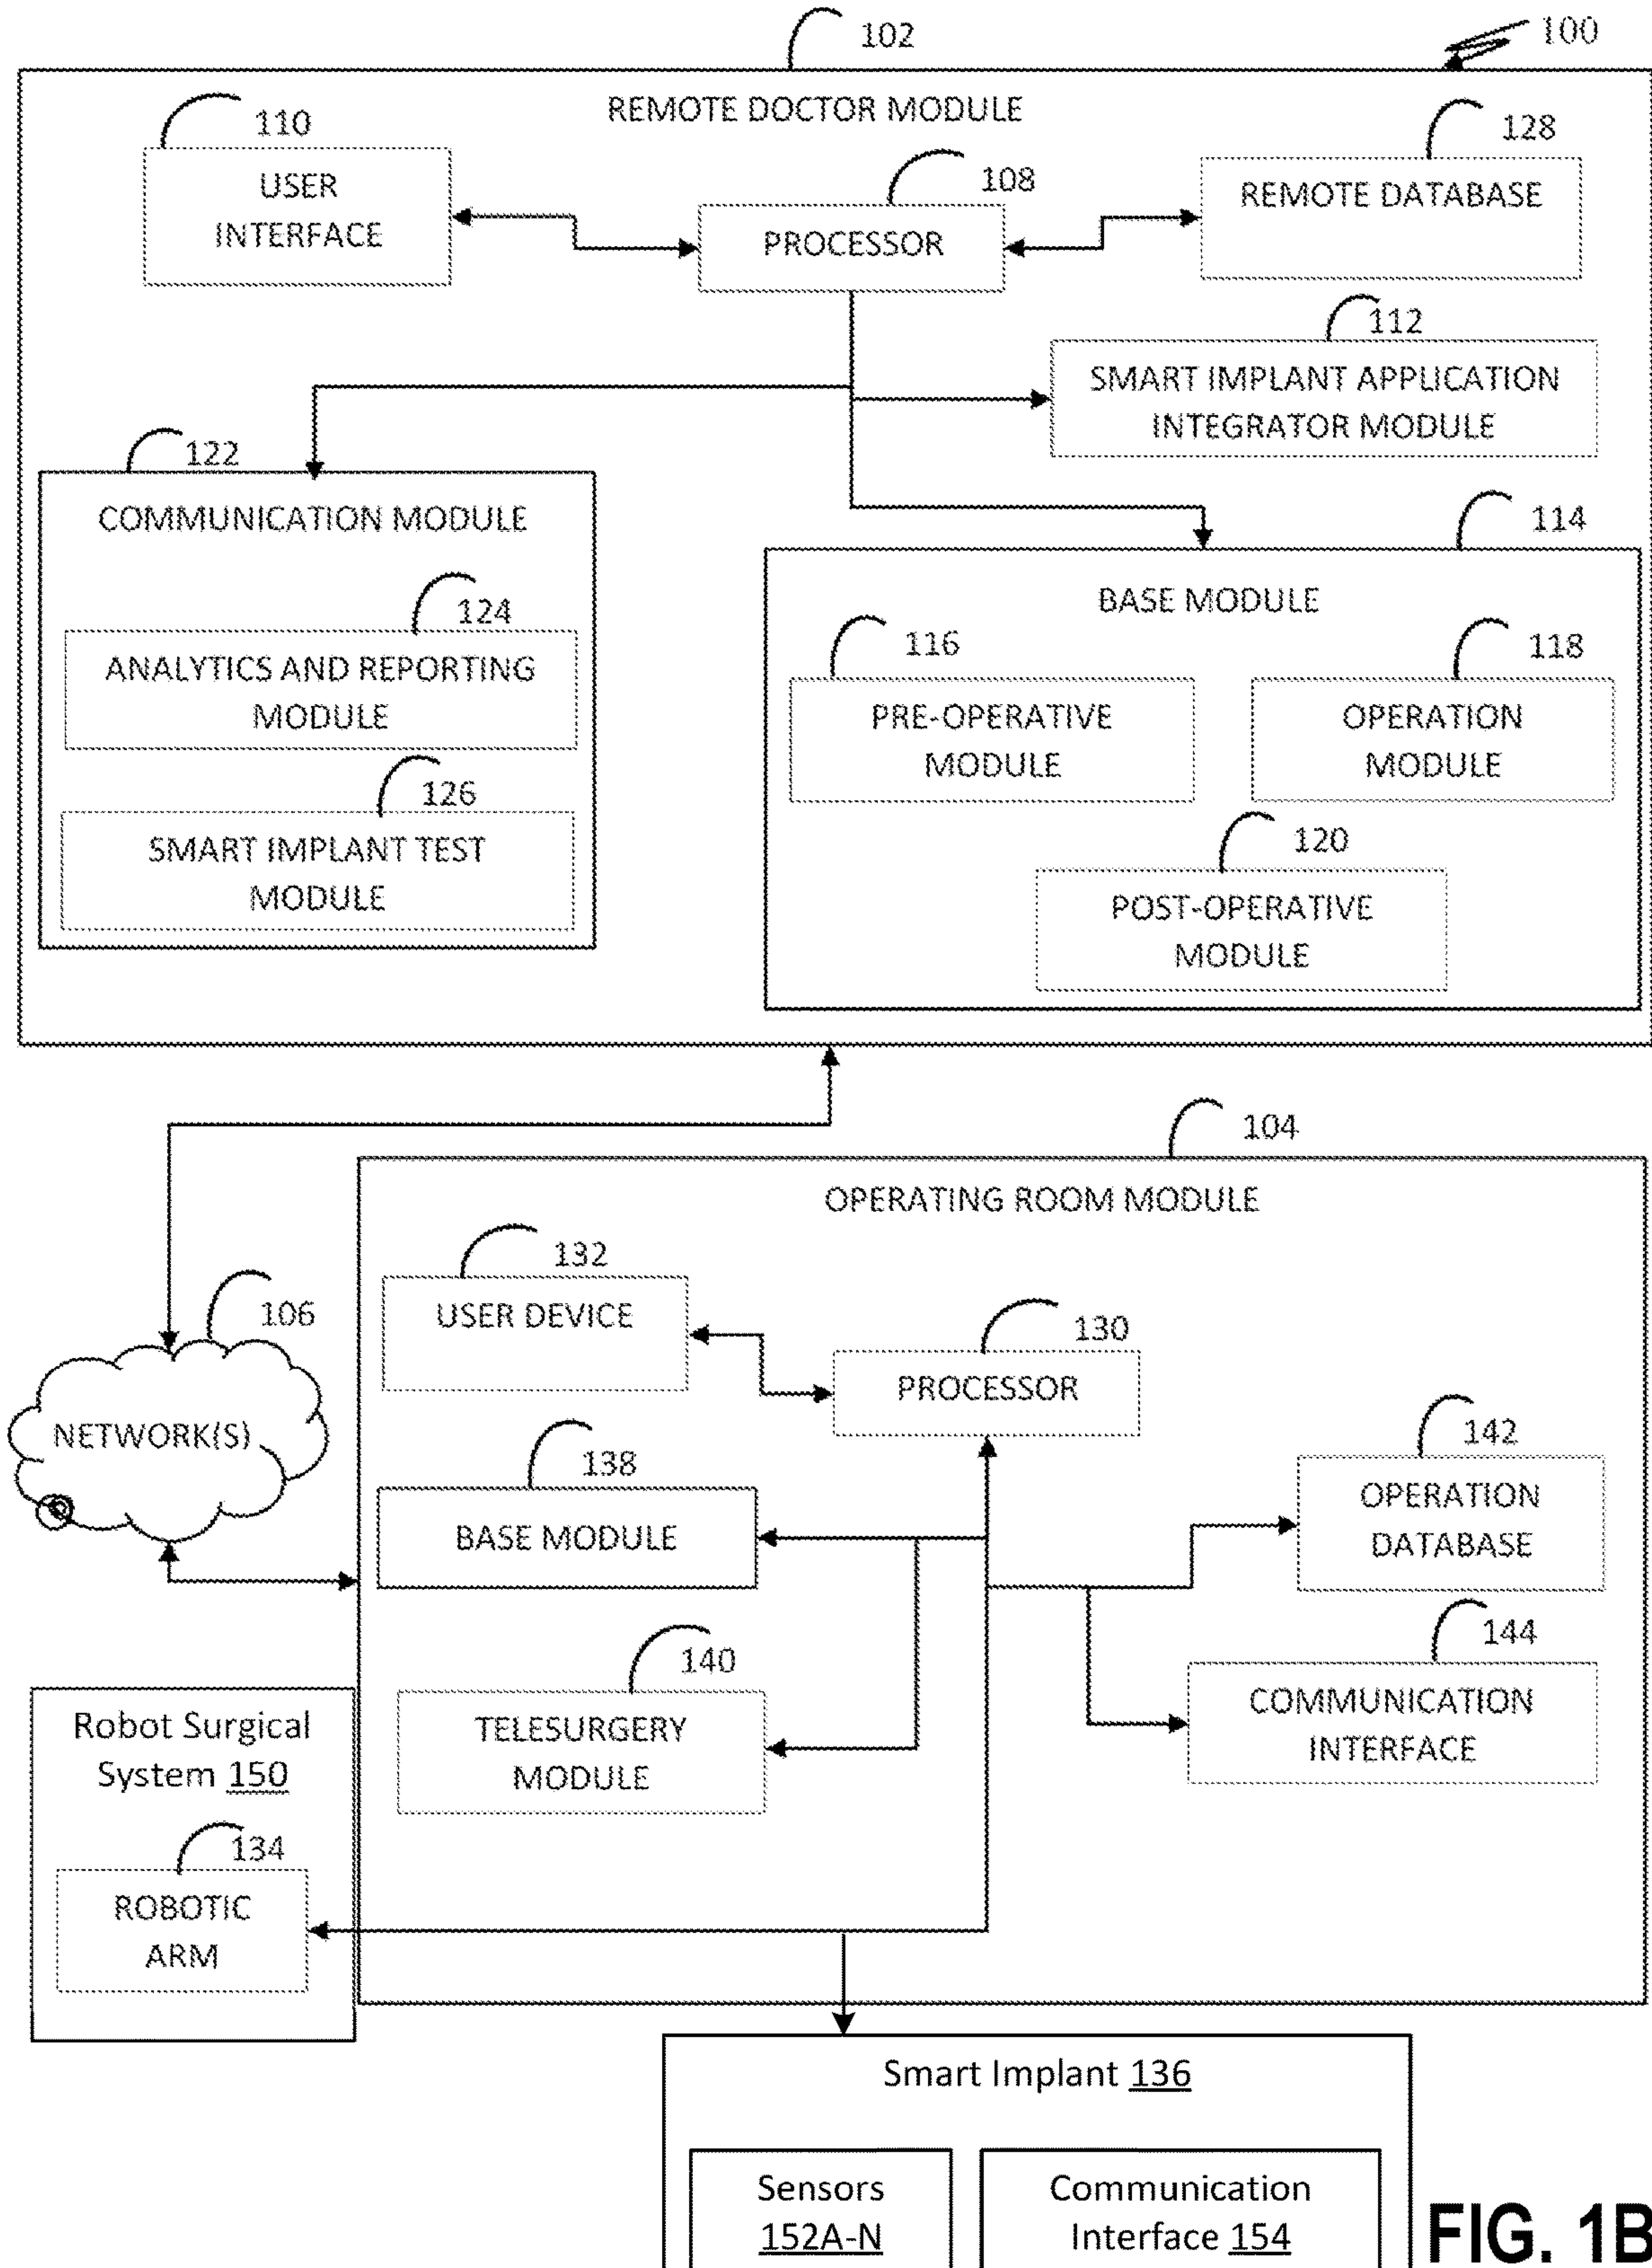 102
100
REMOTE DOCTOR MODULE
110
USER
INTERFACE
108
PROCESSOR
128
REMOTE DATABASE
112
SMART IMPLANT APPLICATION
INTEGRATOR MODULE
122
COMMUNICATION MODULE
124
ANALYTICS AND REPORTING
MODULE
126
SMART IMPLANT TEST
MODULE
114
BASE MODULE
116
PRE-OPERATIVE
MODULE
118
OPERATION
MODULE
120
POST-OPERATIVE
MODULE
104
OPERATING ROOM MODULE
106
NETWORK(S)
132
USER DEVICE
130
PROCESSOR
138
BASE MODULE
142
OPERATION
DATABASE
140
TELESURGERY
MODULE
144
COMMUNICATION
INTERFACE
Robot Surgical
System 150
134
ROBOTIC
ARM
Smart Implant 136
Sensors
152A-N
Communication
Interface 154
FIG. 1B